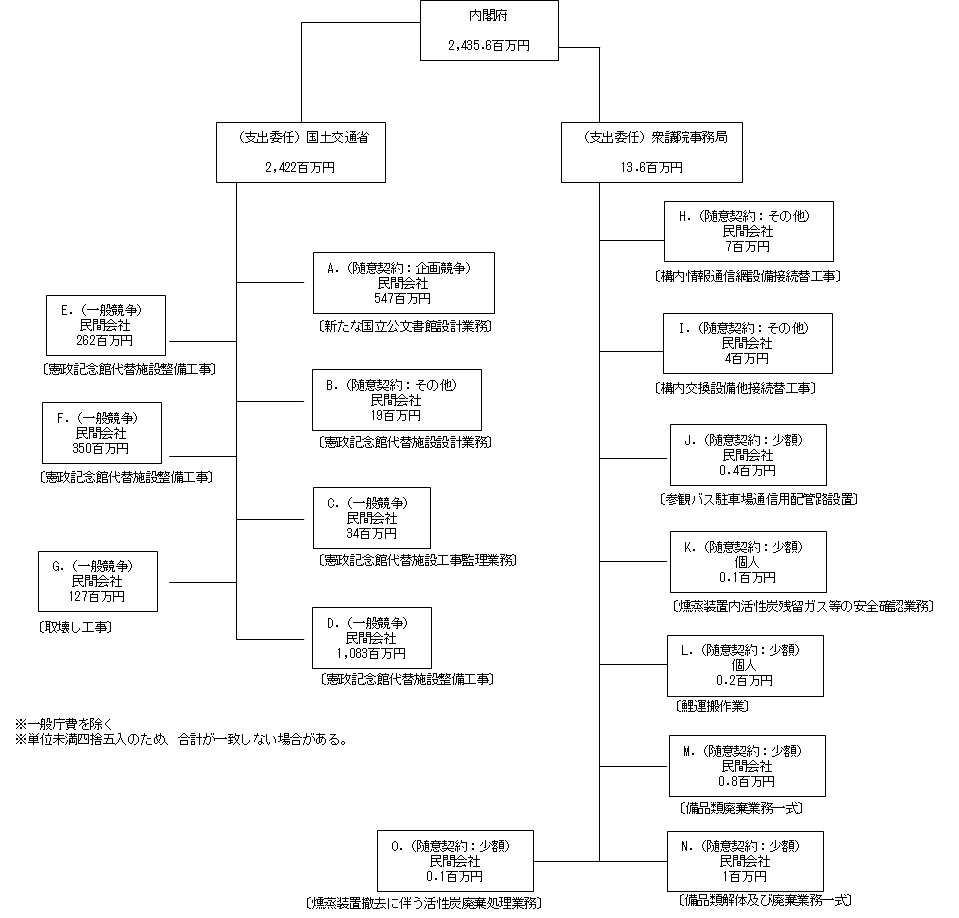 内閣府
2,435.6百万円
（支出委任）国土交通省
2,422百万円
（支出委任）衆議院事務局
13.6百万円
A.（随意契約：企画競争）
民間会社
547百万円
〔新たな国立公文書館設計業務〕
B.（随意契約：その他）
民間会社
19百万円
〔憲政記念館代替施設設計業務〕
C.（一般競争）
民間会社
34百万円
〔憲政記念館代替施設工事監理業務〕
D.（一般競争）
民間会社
1,083百万円
〔憲政記念館代替施設整備工事〕
E.（一般競争）
民間会社
262百万円
〔憲政記念館代替施設整備工事〕
F.（一般競争）
民間会社
350百万円
〔憲政記念館代替施設整備工事〕
G.（一般競争）
民間会社
127百万円
〔取壊し工事〕
H.（随意契約：その他）
民間会社
7百万円
〔構内情報通信網設備接続替工事〕
I.（随意契約：その他）
民間会社
4百万円
〔構内交換設備他接続替工事〕
J.（随意契約：少額）
民間会社
0.4百万円
〔参観バス駐車場通信用配管路設置〕
K.（随意契約：少額）
個人
0.1百万円
〔燻蒸装置内活性炭残留ガス等の安全確認業務〕
L.（随意契約：少額）
個人
0.2百万円
〔鯉運搬作業〕
M.（随意契約：少額）
民間会社
0.8百万円
〔備品類廃棄業務一式〕
N.（随意契約：少額）
民間会社
1百万円
〔備品類解体及び廃棄業務一式〕
O.（随意契約：少額）
民間会社
0.1百万円
〔燻蒸装置撤去に伴う活性炭廃棄処理業務〕
※一般庁費を除く
※単位未満四捨五入のため、合計が一致しない場合がある。